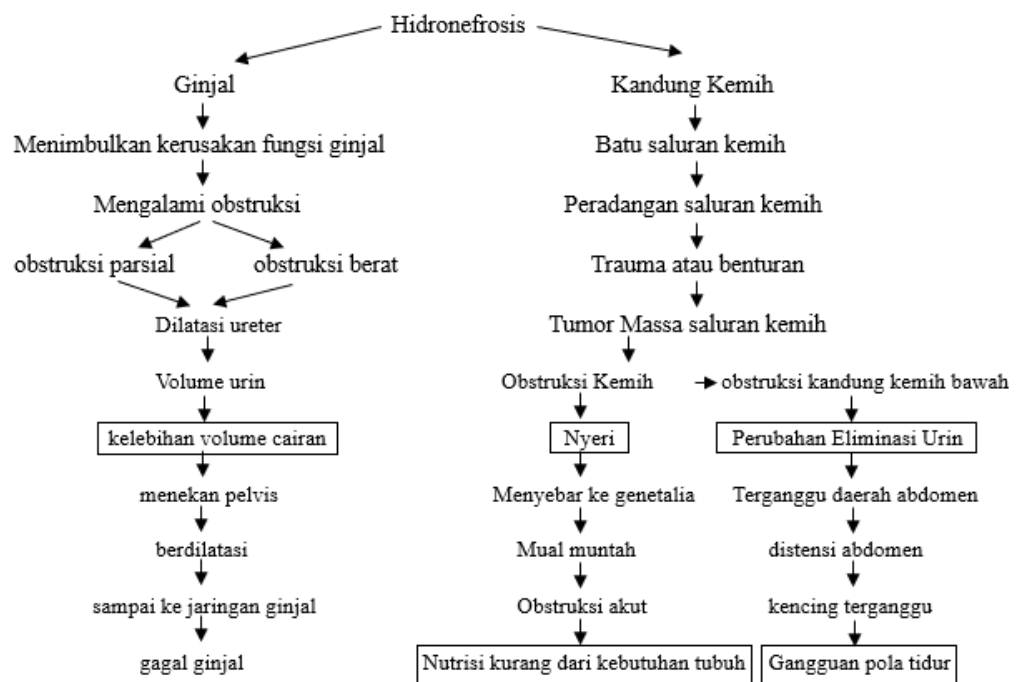 Hidronefrosis
Ginjal
Kandung Kemih
Menimbulkan kerusakan fungsi ginjal
Batu saluran kemih
Mengalami obstruksi
Peradangan saluran kemih
obstruksi parsial
obstruksi berat
Trauma atau benturan
Dilatasi ureter
Tumor Massa saluran kemih
Volume urin
Obstruksi Kemih
obstruksi kandung kemih bawah
kelebihan volume cairan
Nyeri
Perubahan Eliminasi Urin
menekan pelvis
Menyebar ke genetalia
Terganggu daerah abdomen
berdilatasi
Mual muntah
distensi abdomen
sampai ke jaringan ginjal
Obstruksi akut
kencing terganggu
gagal ginjal
Nutrisi kurang dari kebutuhan tubuh
Gangguan pola tidur